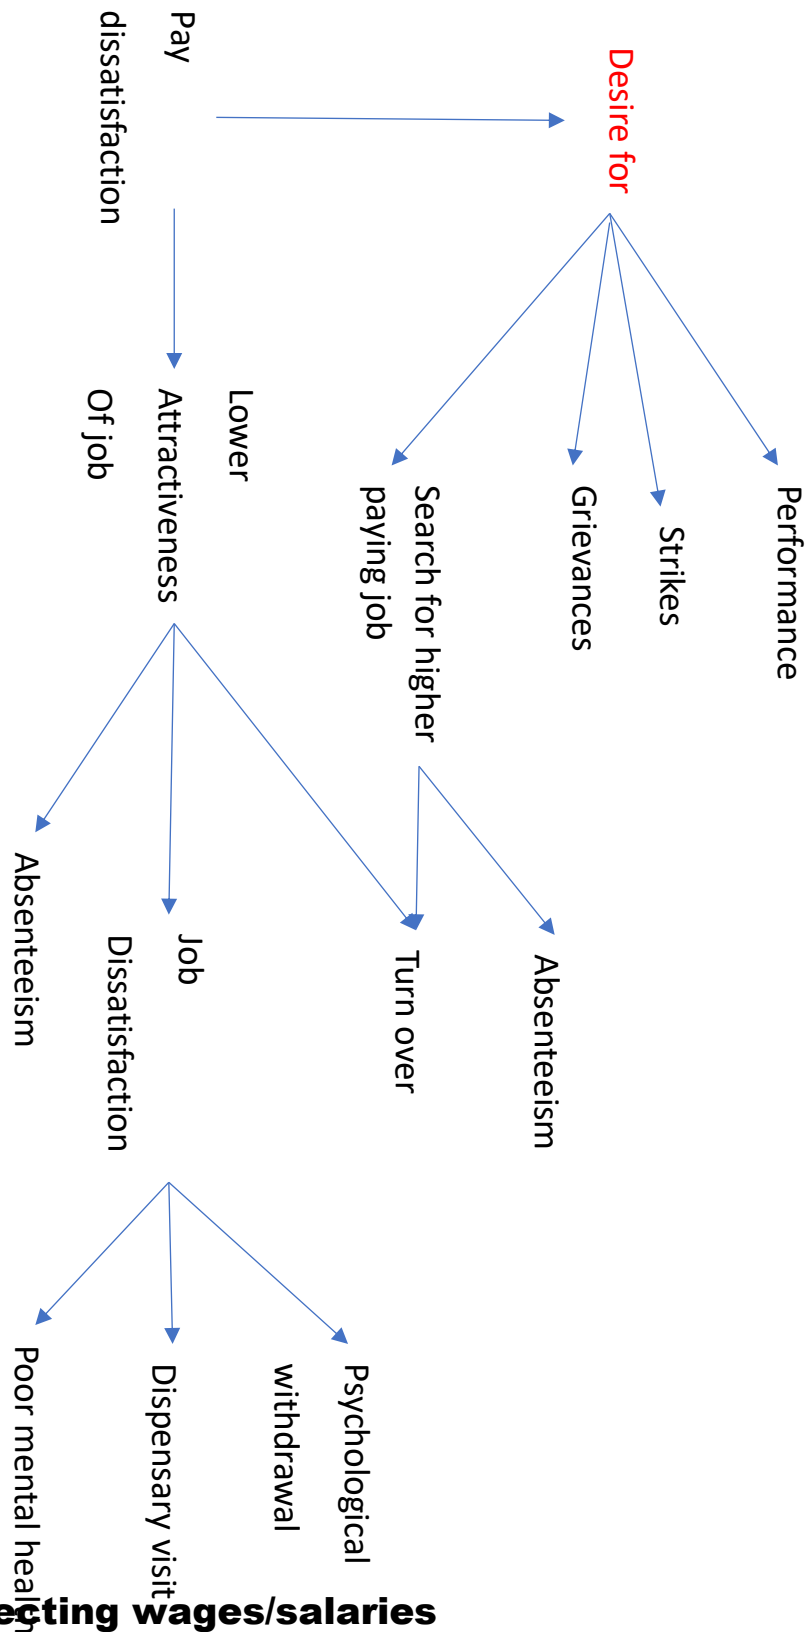 Pay
dissatisfaction
Desire for
Lower
Attractiveness
Of job
Performance
Strikes
Grievances
Search for higher
paying job
Absenteeism
Turn over
Job
Dissatisfaction
Absenteeism
Psychological
withdrawal
Dispensary visit
Poor mental health
ecting wages/salaries